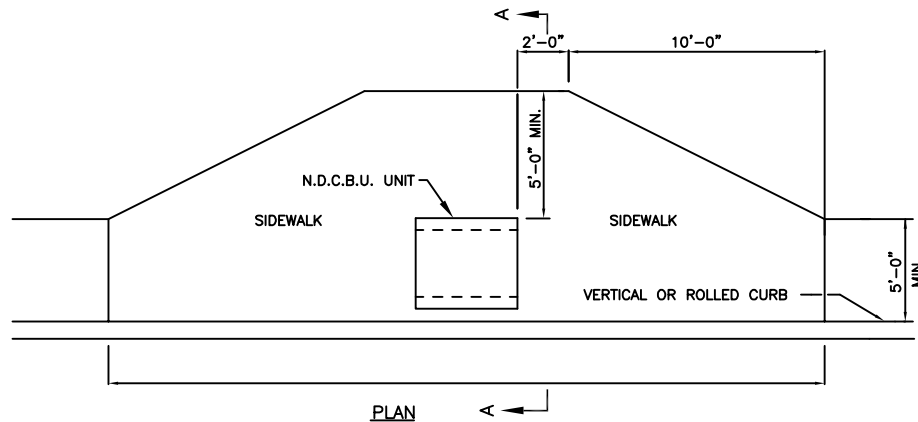 A
2'-0"
10'-0"
5'-0" MIN.
N.D.C.B.U. UNIT
SIDEWALK
SIDEWALK
5'-0"
MIN
VERTICAL OR ROLLED CURB
PLAN
A